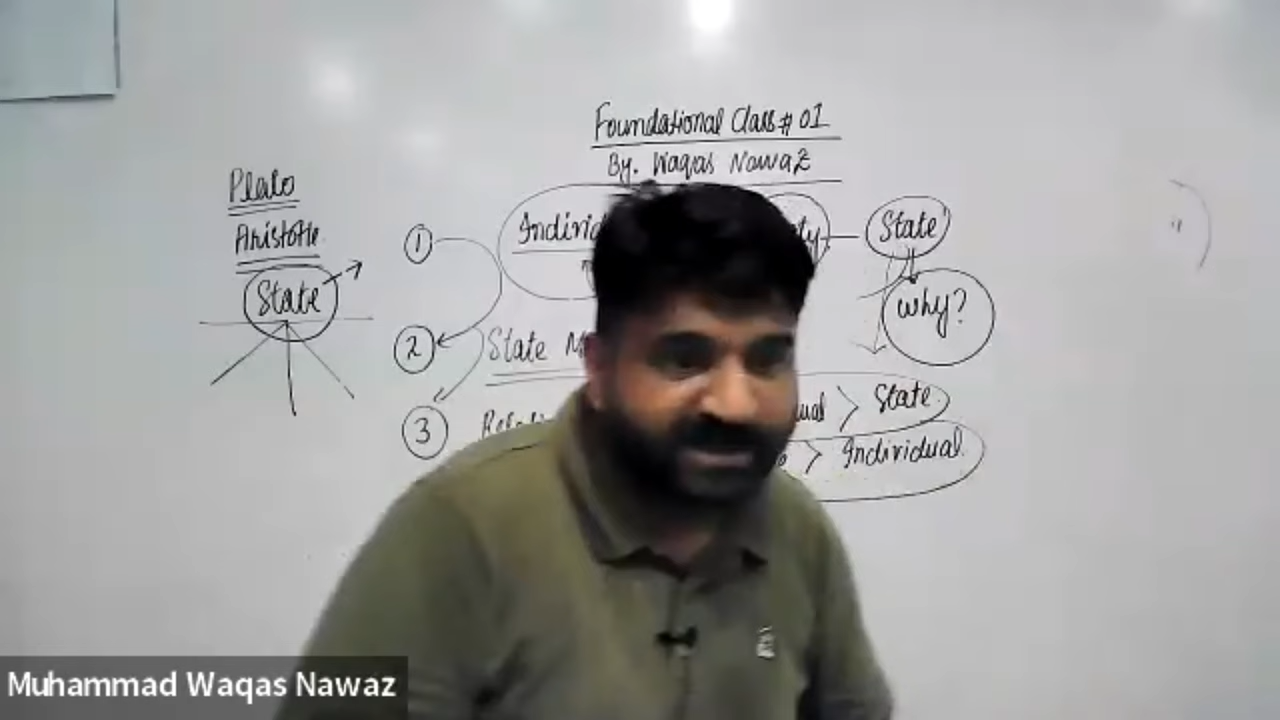 Foundational Class # 01
By. Waqas Nawaz
Plato
Aristotle
State
1
State
why?
2
State
3
> State
> Individual
Muhammad Waqas Nawaz